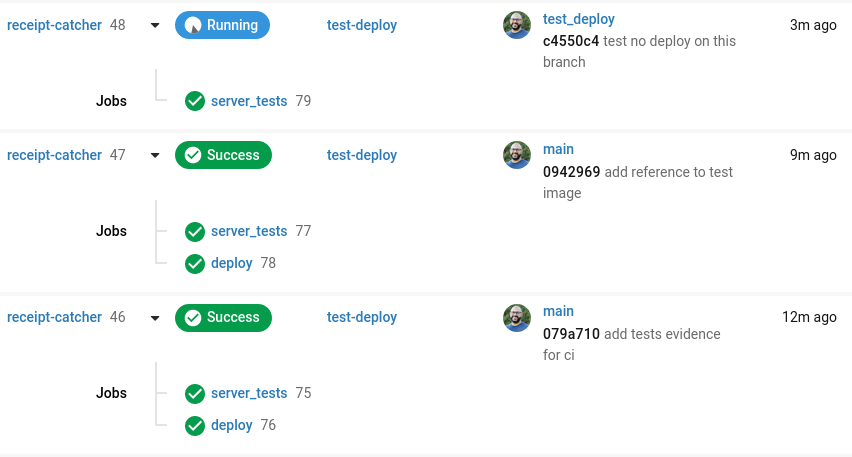 receipt-catcher 48 Running test-deploy test_deploy 3m ago
c4550c4 test no deploy on this
branch
Jobs server_tests 79
receipt-catcher 47 Success test-deploy main 9m ago
0942969 add reference to test
image
Jobs server_tests 77
deploy 78
receipt-catcher 46 Success test-deploy main 12m ago
079a710 add tests evidence
for ci
Jobs server_tests 75
deploy 76